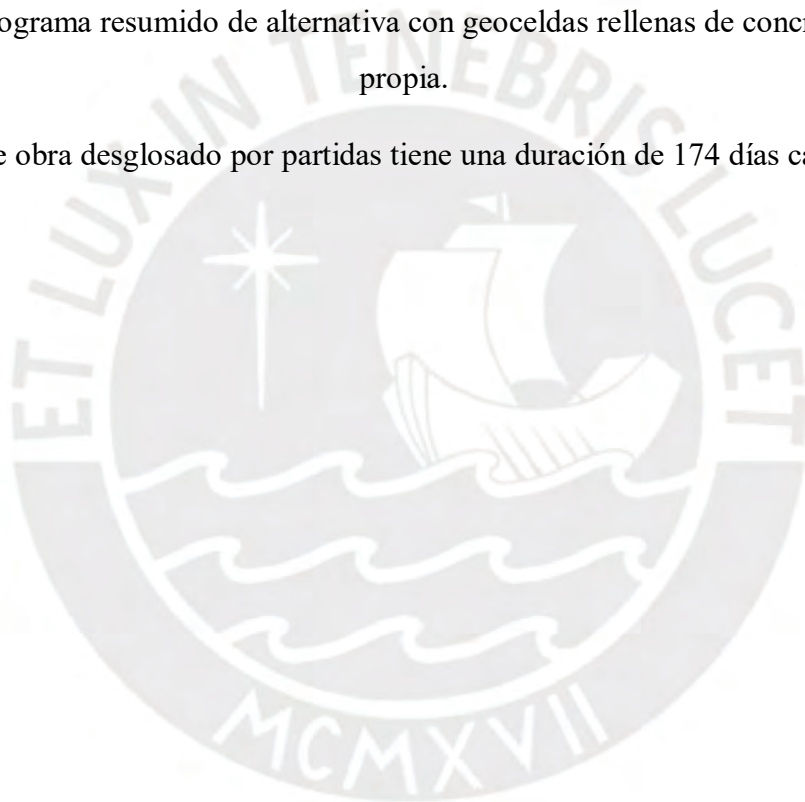 ograma resumido de alternativa con geoceldas rellenas de conc
propia.
e obra desglosado por partidas tiene una duración de 174 días ca
ET LUX IN TENEBRIS LUCET
MCMXVII